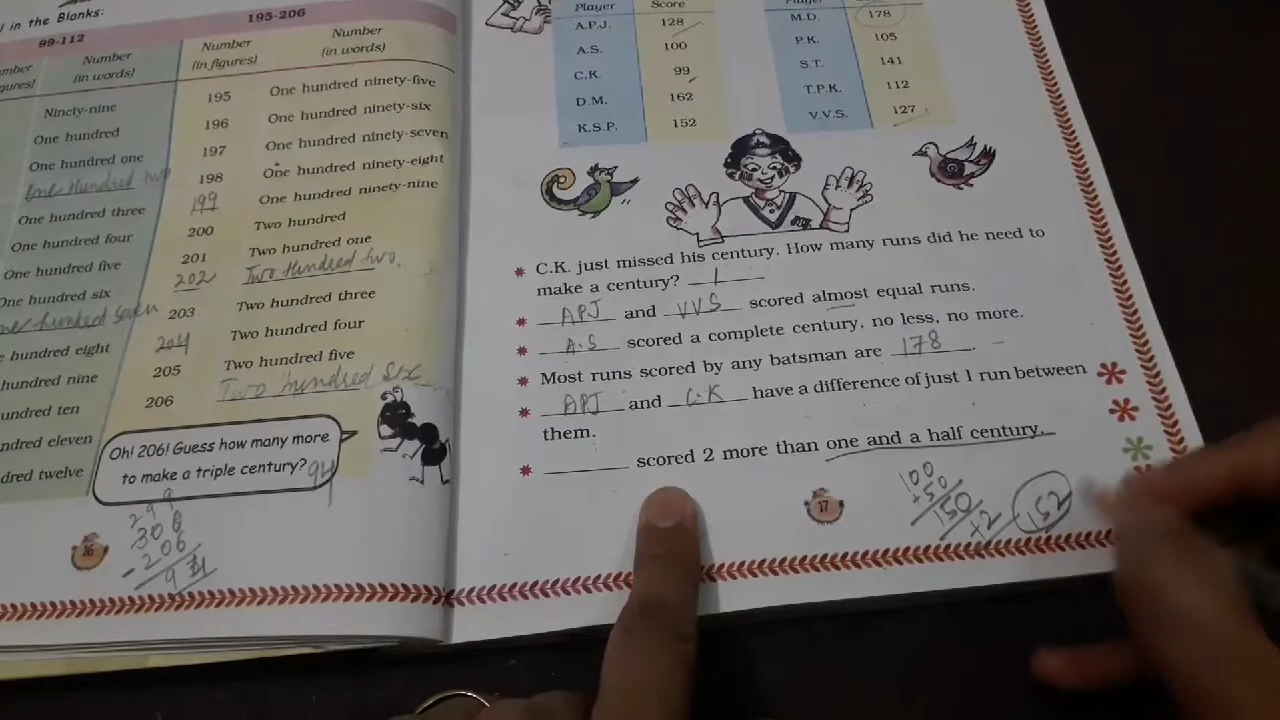 in the Blanks:
99-112
195-206
Number
(in words)
Number
(in figures)
Number
(in words)
Ninety-nine
195
One hundred ninety-five
One hundred
196
One hundred ninety-six
One hundred one
197
One hundred ninety-seven
One Hundred two
198
One hundred ninety-eight
One hundred three
199
One hundred ninety-nine
One hundred four
200
Two hundred
One hundred five
201
Two hundred one
One hundred six
202
Two Hundred two.
203
Two hundred three
hundred eight
204
Two hundred four
hundred nine
205
Two hundred five
hundred ten
206
Two hundred six
hundred eleven
hundred twelve
Oh! 206! Guess how many more
to make a triple century? 94
299
300
- 206
94
16
Player
Score
A.P.J.
128
A.S.
100
C.K.
99
D.M.
162
K.S.P.
152
M.D.
178
P.K.
105
S.T.
141
T.P.K.
112
V.V.S.
127
* C.K. just missed his century. How many runs did he need to
make a century? 1
* APJ and VVS scored almost equal runs.
* A.S scored a complete century, no less, no more.
* Most runs scored by any batsman are 178.
* APJ and C.K have a difference of just 1 run between
them.
* ________ scored 2 more than one and a half century.
100
+50
150
+2
152
17